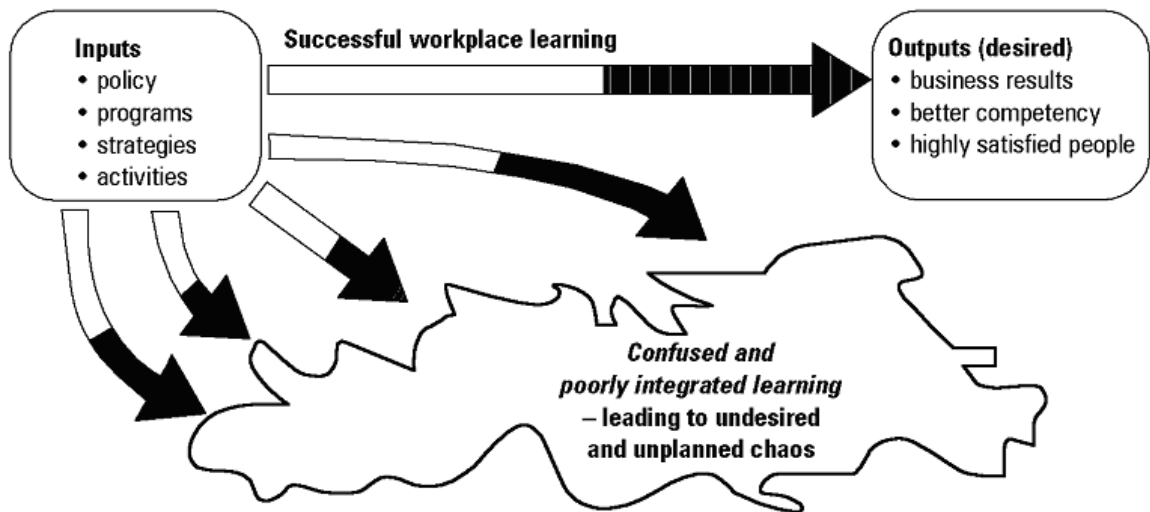 Inputs
• policy
• programs
• strategies
• activities
Successful workplace learning
Outputs (desired)
• business results
• better competency
• highly satisfied people
Confused and
poorly integrated learning
– leading to undesired
and unplanned chaos